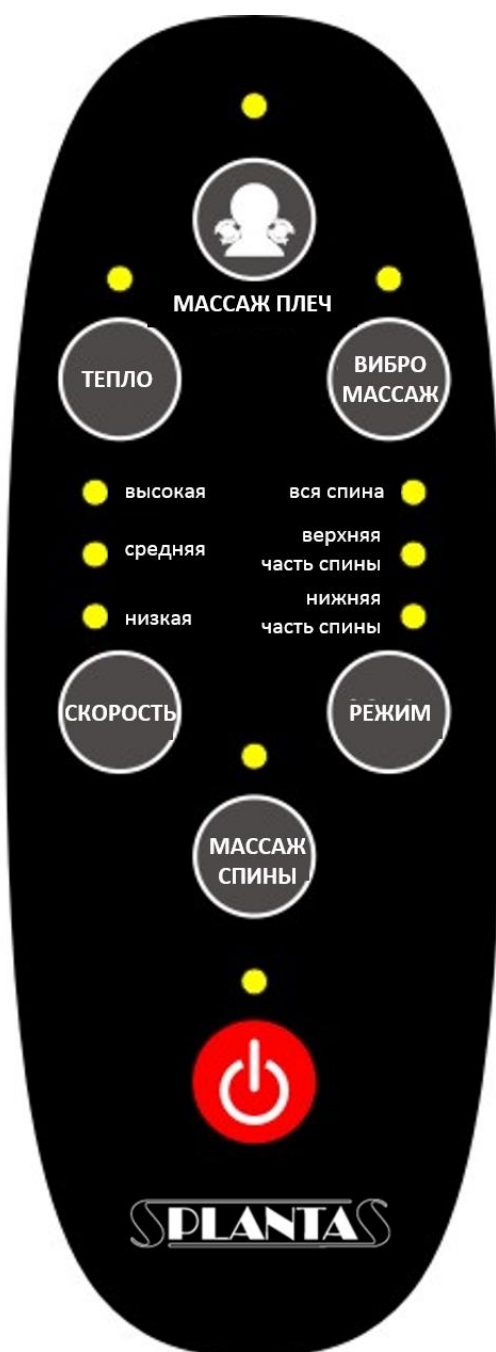 МАССАЖ ПЛЕЧ
ТЕПЛО
ВИБРО
МАССАЖ
высокая
средняя
низкая
вся спина
верхняя
часть спины
нижняя
часть спины
СКОРОСТЬ
РЕЖИМ
МАССАЖ
СПИНЫ
PLANTA